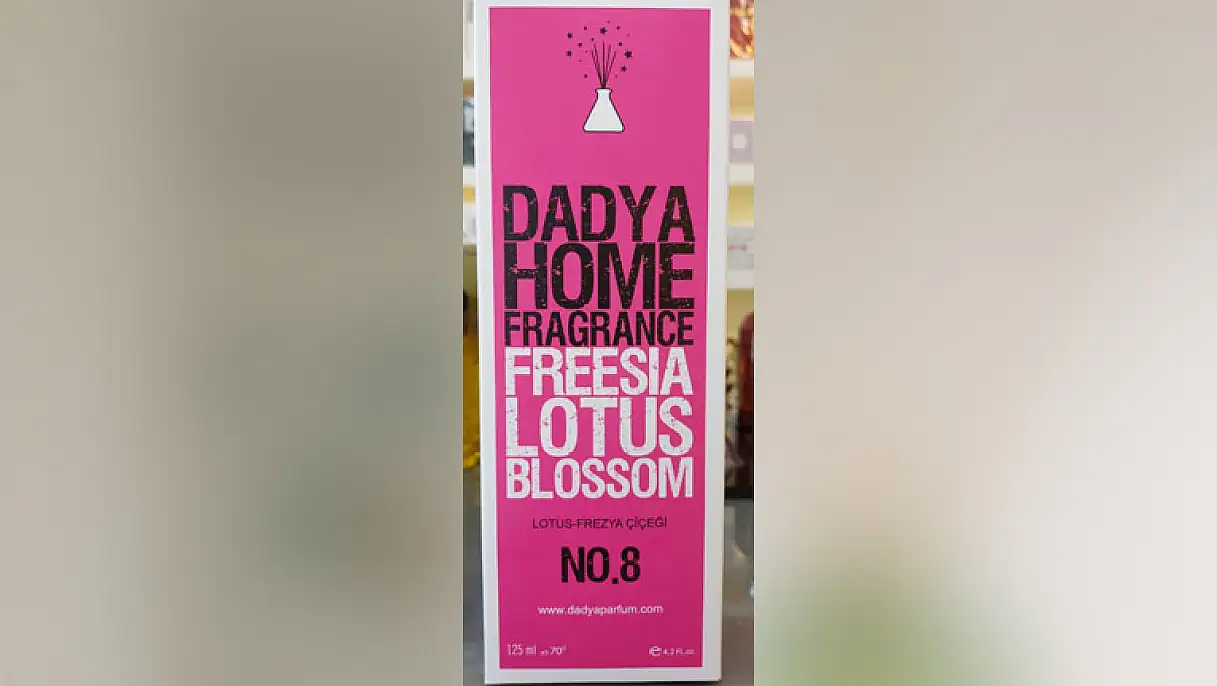 DADYA
HOME
FRAGRANCE
FREESIA
LOTUS
BLOSSOM
LOTUS-FREZYA ÇİÇEĞİ
NO.8
www.dadyaparfum.com
125 ml 70° e 4.2 FL.oz.